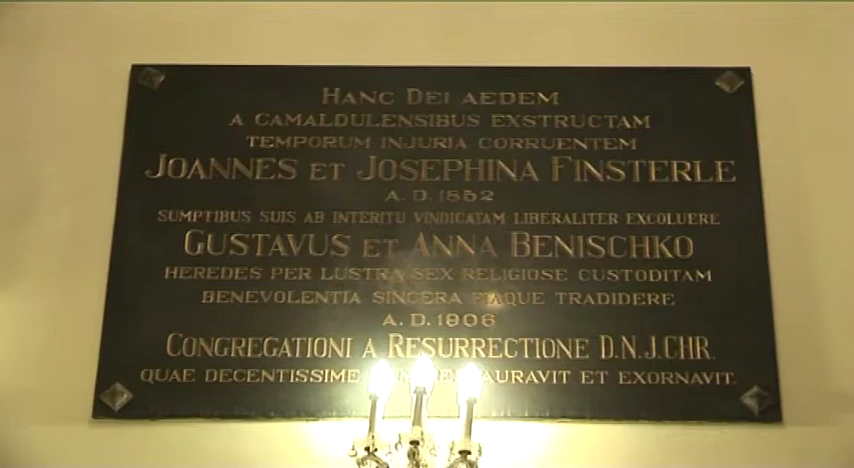 HANC DEI AEDEM
A CAMALDULENSIBUS EXSTRUCTAM
TEMPORUM INJURIA CORRUENTEM
JOANNES ET JOSEPHINA FINSTERLE,
A.D. 1852
SUMPTIBUS SUIS AB INTERITU VINDICATAM LIBERALITER EXCOLUERE
GUSTAVUS ET ANNA BENISCHKO
HEREDES PER LUSTRA SEX RELIGIOSE CUSTODITAM
BENEVOLENTIA SINCERA PIAQUE TRADIDERE
A.D. 1906
CONGREGATIONI A RESURRECTIONE D.N.J.CHR.
QUAE DECENTISSIME AURAVIT ET EXORNAVIT